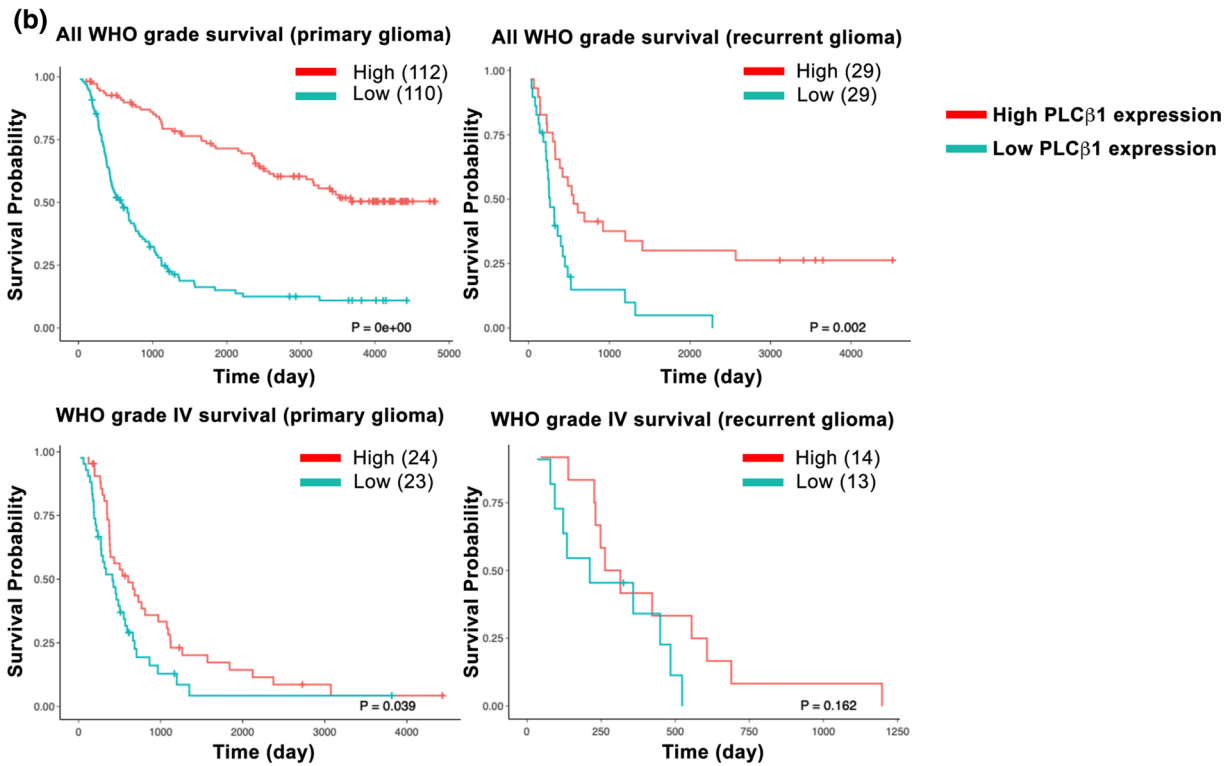 (b)
All WHO grade survival (primary glioma)
High (112)
Low (110)
1.00
0.75
0.50
0.25
0.00
Survival Probability
P = 0e+00
0
1000
2000
3000
4000
5000
Time (day)
All WHO grade survival (recurrent glioma)
High (29)
Low (29)
1.00
0.75
0.50
0.25
0.00
Survival Probability
P = 0.002
0
1000
2000
3000
4000
Time (day)
High PLCβ1 expression
Low PLCβ1 expression
WHO grade IV survival (primary glioma)
High (24)
Low (23)
1.00
0.75
0.50
0.25
0.00
Survival Probability
P = 0.039
0
1000
2000
3000
4000
Time (day)
WHO grade IV survival (recurrent glioma)
High (14)
Low (13)
0.75
0.50
0.25
0.00
Survival Probability
P = 0.162
0
250
500
750
1000
1250
Time (day)